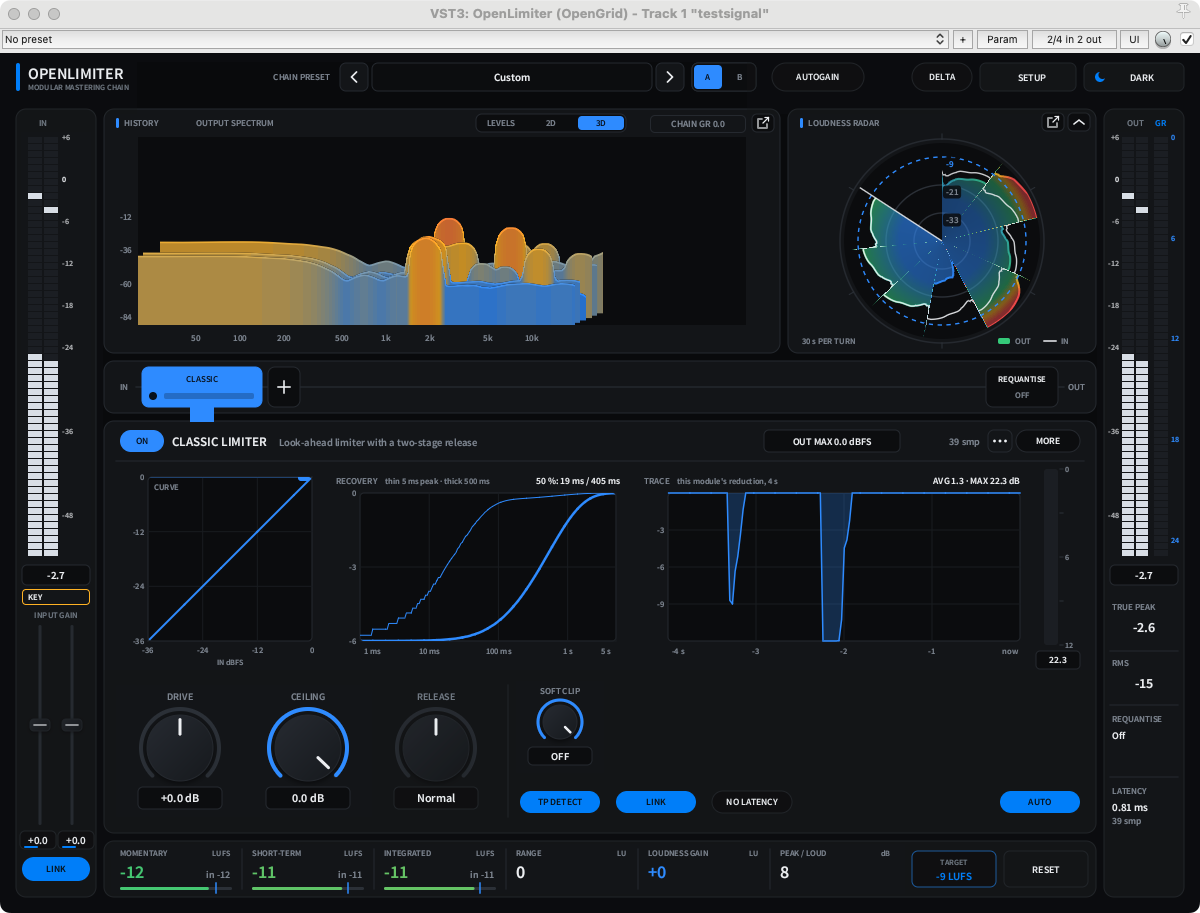 VST3: OpenLimiter (OpenGrid) - Track 1 "testsignal"
No preset
+ Param 2/4 in 2 out UI
OPENLIMITER
MODULAR MASTERING CHAIN
CHAIN PRESET
Custom
A B
AUTOGAIN
DELTA
SETUP
DARK
IN
+6
0
-6
-12
-18
-24
-36
-48
-2.7
KEY
INPUT GAIN
+0.0 +0.0
LINK
HISTORY OUTPUT SPECTRUM
LEVELS 2D 3D
CHAIN GR 0.0
-12
-36
-60
-84
50 100 200 500 1k 2k 5k 10k
LOUDNESS RADAR
-9
-21
-33
30 s PER TURN
OUT IN
IN
CLASSIC
+
REQUANTISE
OFF
OUT
ON CLASSIC LIMITER Look-ahead limiter with a two-stage release
OUT MAX 0.0 dBFS
39 smp
MORE
CURVE
0
-12
-24
-36
-36 -24 -12 0
IN dBFS
RECOVERY thin 5 ms peak · thick 500 ms 50 %: 19 ms / 405 ms
0
-3
-6
1 ms 10 ms 100 ms 1 s 5 s
TRACE this module's reduction, 4 s AVG 1.3 · MAX 22.3 dB
-3
-6
-9
-4 s -3 -2 -1 now
0
6
12
22.3
DRIVE
+0.0 dB
CEILING
0.0 dB
RELEASE
Normal
SOFT CLIP
OFF
TP DETECT
LINK
NO LATENCY
AUTO
MOMENTARY LUFS
-12 in -12
SHORT-TERM LUFS
-11 in -11
INTEGRATED LUFS
-11 in -11
RANGE LU
0
LOUDNESS GAIN LU
+0
PEAK / LOUD dB
8
TARGET
-9 LUFS
RESET
OUT GR
+6 0
0
-6 6
-12
-18
-24 12
-36 18
-48
24
-2.7
TRUE PEAK
-2.6
RMS
-15
REQUANTISE
Off
LATENCY
0.81 ms
39 smp